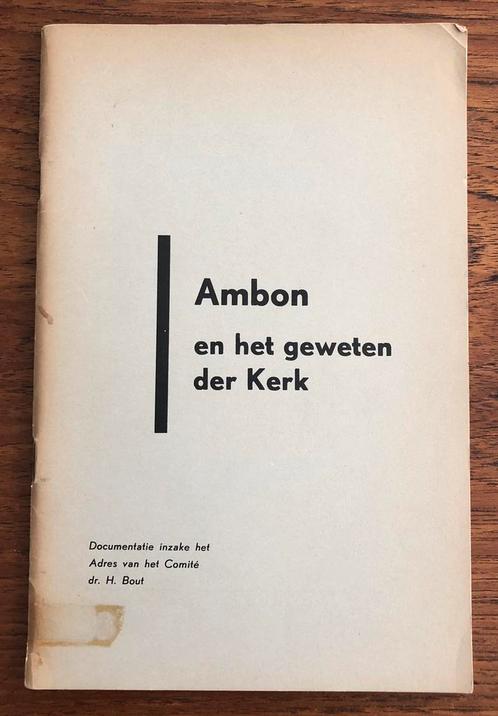 Ambon
en het geweten
der Kerk
Documentatie inzake het
Adres van het Comité
dr. H. Bout